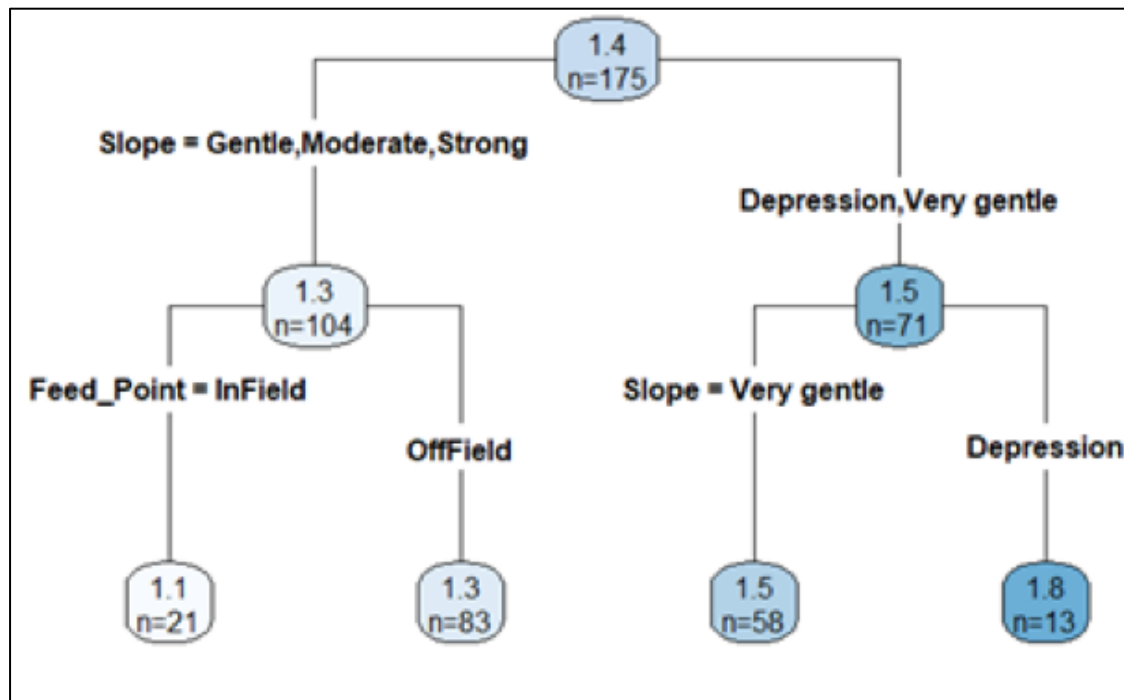 1.4
n=175
Slope = Gentle,Moderate,Strong
Depression,Very gentle
1.3
n=104
1.5
n=71
Feed_Point = InField
OffField
Slope = Very gentle
Depression
1.1
n=21
1.3
n=83
1.5
n=58
1.8
n=13